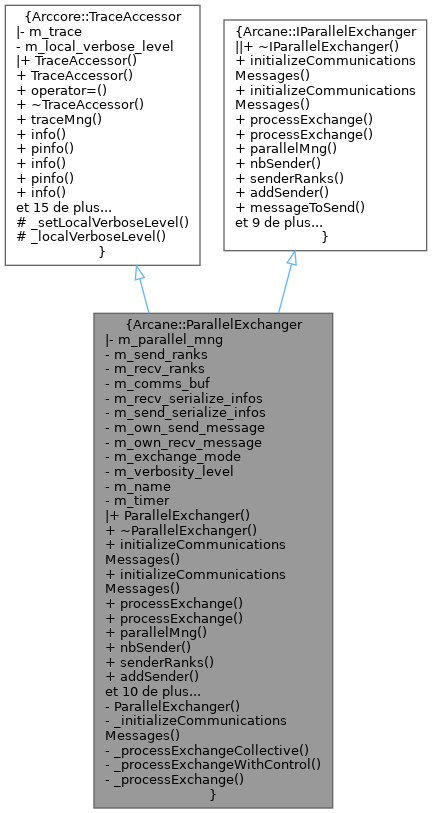 {Arccore::TraceAccessor
|- m_trace
- m_local_verbose_level
|+ TraceAccessor()
+ TraceAccessor()
+ operator=()
+ ~TraceAccessor()
+ traceMng()
+ info()
+ pinfo()
+ info()
+ pinfo()
+ info()
et 15 de plus...
# _setLocalVerboseLevel()
# _localVerboseLevel()
}
{Arcane::IParallelExchanger
||+ ~IParallelExchanger()
+ initializeCommunications
Messages()
+ initializeCommunications
Messages()
+ processExchange()
+ processExchange()
+ parallelMng()
+ nbSender()
+ senderRanks()
+ addSender()
+ messageToSend()
et 9 de plus...
}
{Arcane::ParallelExchanger
|- m_parallel_mng
- m_send_ranks
- m_recv_ranks
- m_comms_buf
- m_recv_serialize_infos
- m_send_serialize_infos
- m_own_send_message
- m_own_recv_message
- m_exchange_mode
- m_verbosity_level
- m_name
- m_timer
|+ ParallelExchanger()
+ ~ParallelExchanger()
+ initializeCommunications
Messages()
+ initializeCommunications
Messages()
+ processExchange()
+ processExchange()
+ parallelMng()
+ nbSender()
+ senderRanks()
+ addSender()
et 10 de plus...
- ParallelExchanger()
- _initializeCommunications
Messages()
- _processExchangeCollective()
- _processExchangeWithControl()
- _processExchange()
}